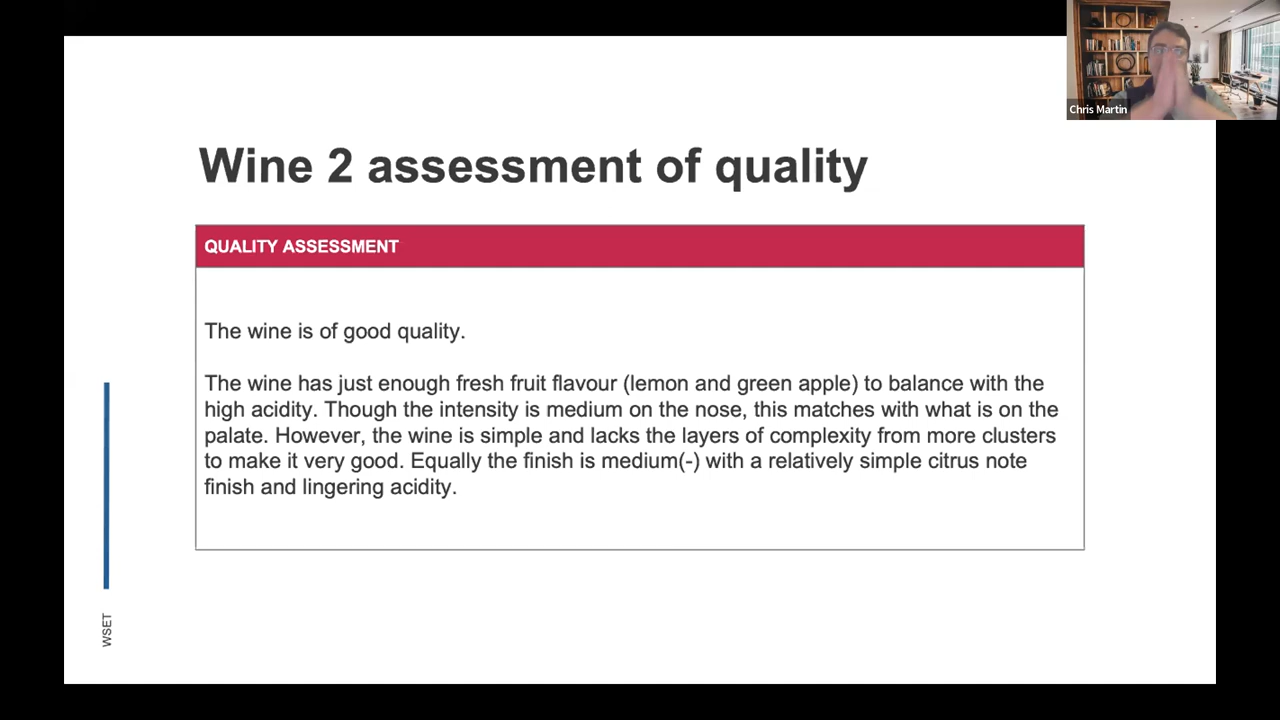 Chris Martin
Wine 2 assessment of quality
QUALITY ASSESSMENT
The wine is of good quality.
The wine has just enough fresh fruit flavour (lemon and green apple) to balance with the
high acidity. Though the intensity is medium on the nose, this matches with what is on the
palate. However, the wine is simple and lacks the layers of complexity from more clusters
to make it very good. Equally the finish is medium(-) with a relatively simple citrus note
finish and lingering acidity.
WSET